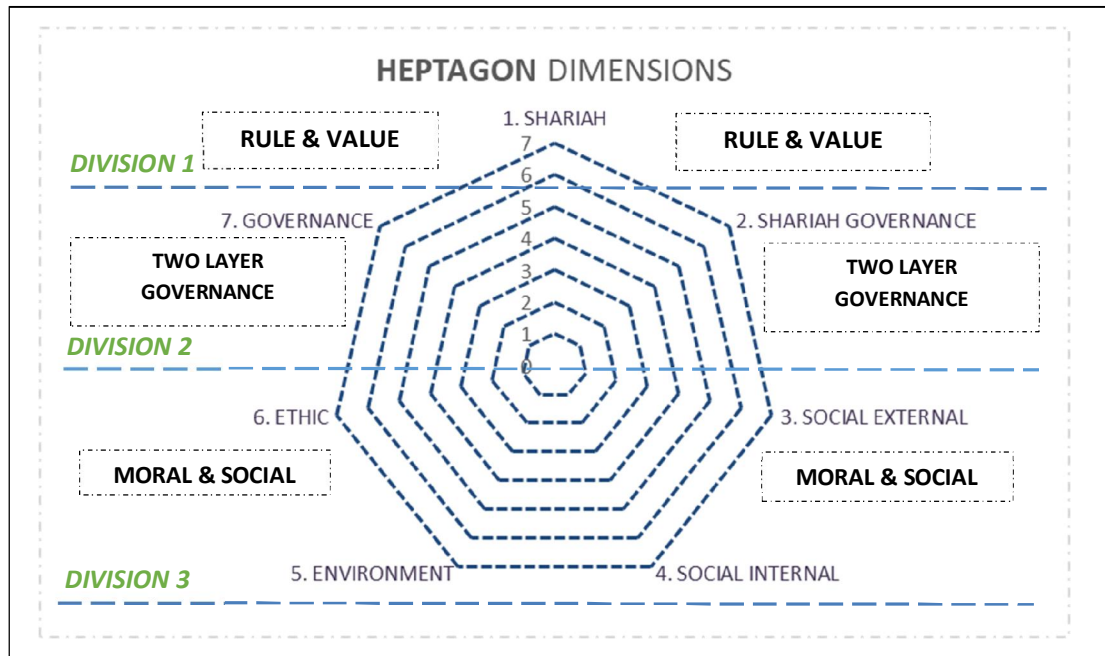 HEPTAGON DIMENSIONS
1. SHARIAH
RULE & VALUE
RULE & VALUE
7
DIVISION 1
6
5
7. GOVERNANCE
2. SHARIAH GOVERNANCE
4
TWO LAYER
GOVERNANCE
TWO LAYER
GOVERNANCE
3
2
DIVISION 2
1
0
6. ETHIC
3. SOCIAL EXTERNAL
MORAL & SOCIAL
MORAL & SOCIAL
5. ENVIRONMENT
4. SOCIAL INTERNAL
DIVISION 3